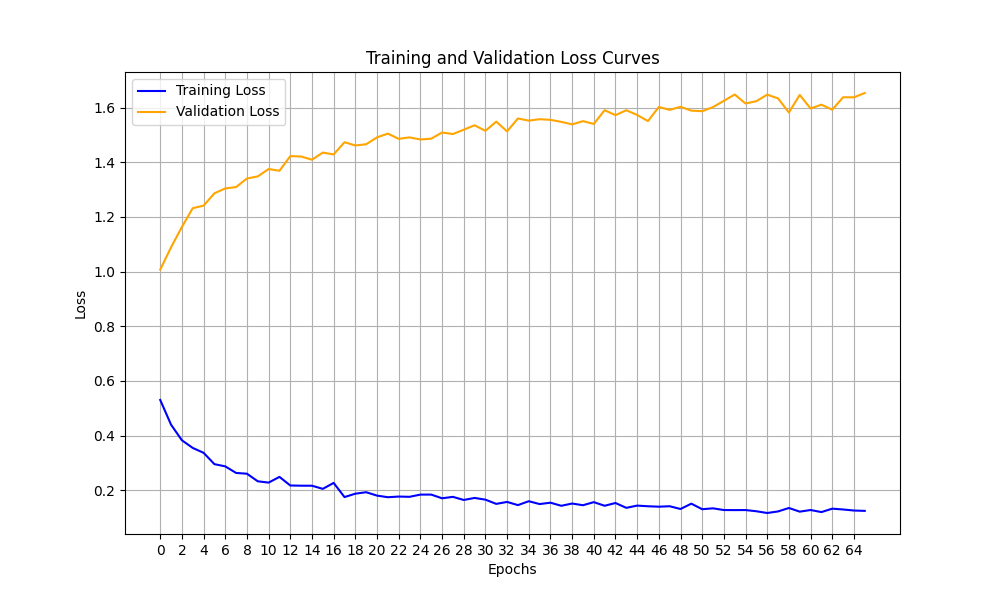 Training and Validation Loss Curves
Training Loss
Validation Loss
1.6
1.4
1.2
1.0
0.8
0.6
0.4
0.2
Loss
0 2 4 6 8 10 12 14 16 18 20 22 24 26 28 30 32 34 36 38 40 42 44 46 48 50 52 54 56 58 60 62 64
Epochs